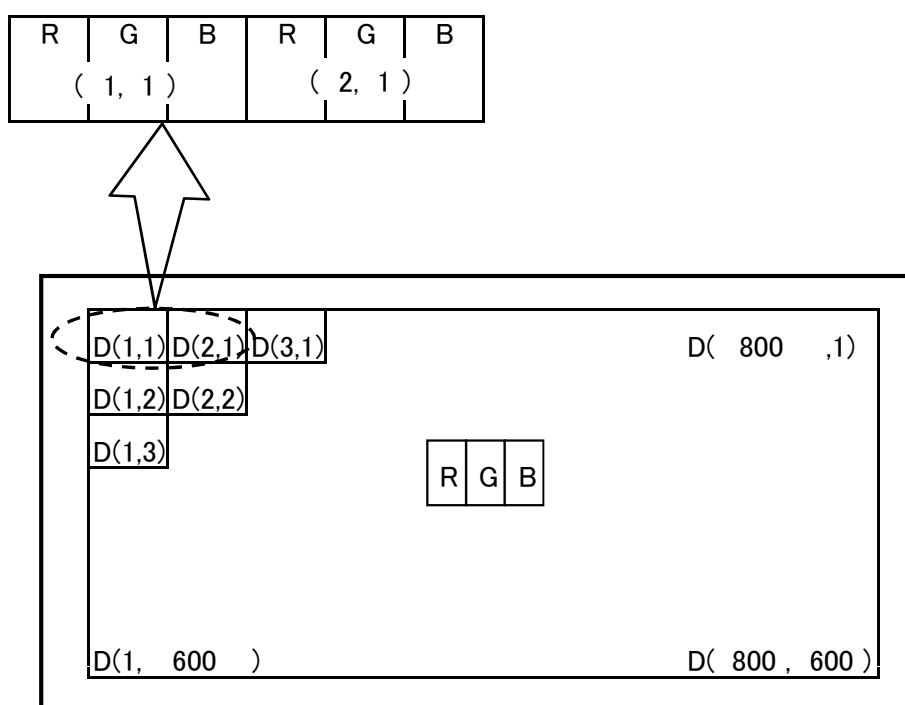 R G B R G B
( 1, 1 ) ( 2, 1 )
D(1,1) D(2,1) D(3,1) D( 800 ,1)
D(1,2) D(2,2)
D(1,3)
R G B
D(1, 600 ) D( 800 , 600 )